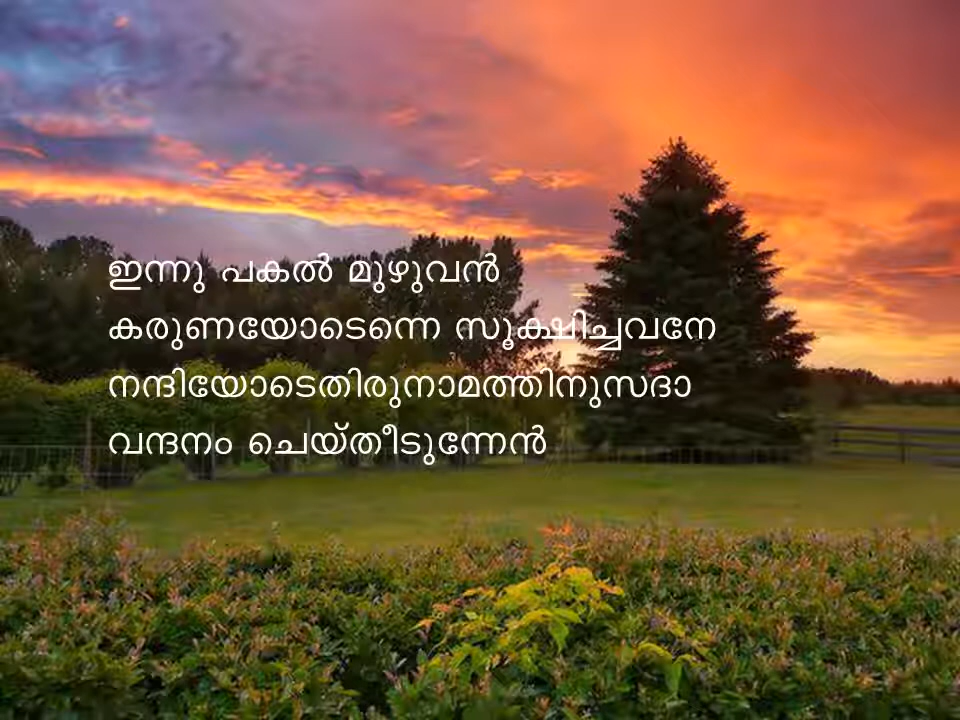 ഇന്നു പകൽ മുഴുവൻ
കരുണയോടെന്നെ സൂക്ഷിച്ചവനേ
നന്ദിയോടെതിരുനാമത്തിനുസദാ
വന്ദനം ചെയ്തീടുന്നേൻ